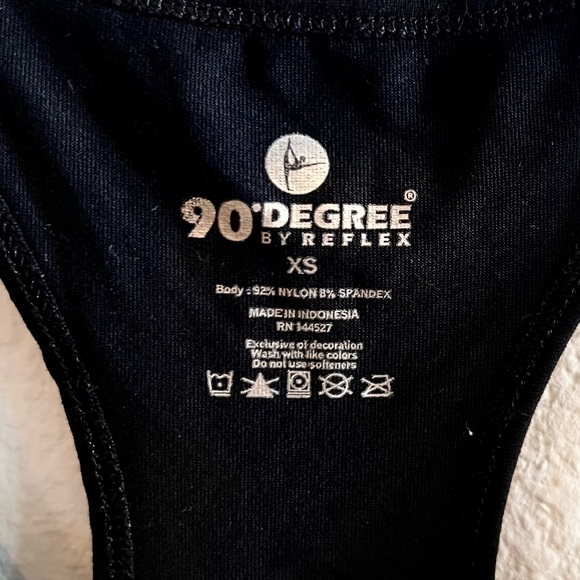 90° DEGREE®
BY REFLEX
XS
Body : 92% NYLON 8% SPANDEX
MADE IN INDONESIA
RN 144527
Exclusive of decoration
Wash with like colors
Do not use softeners